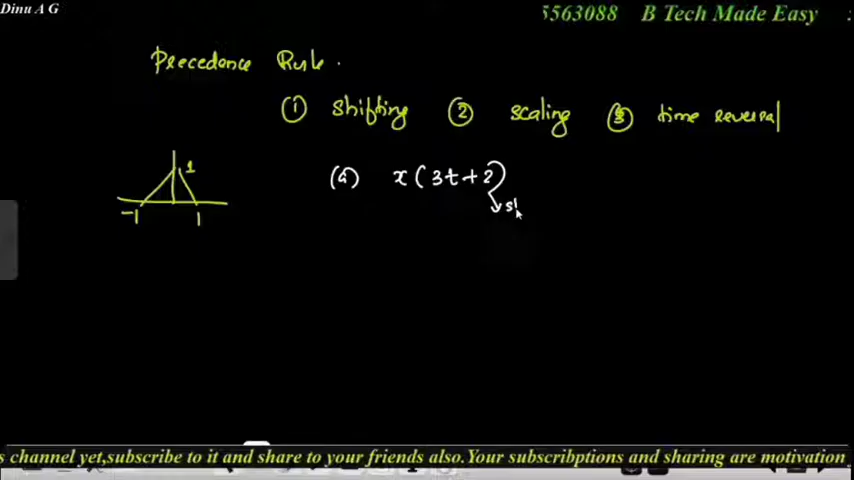 Dinu A G
5563088 B Tech Made Easy
Precedence Rule.
① shifting ② scaling ③ time reversal
1
-1 1
(a) x(3t+2)
s channel yet,subscribe to it and share to your friends also.Your subscribptions and sharing are motivation